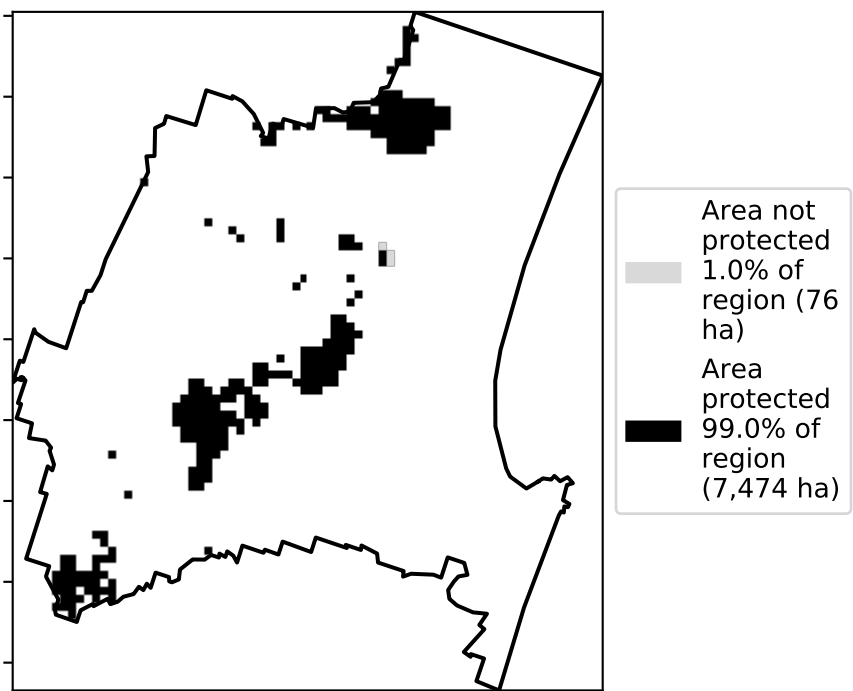 Area not
protected
1.0% of
region (76
ha)
Area
protected
99.0% of
region
(7,474 ha)